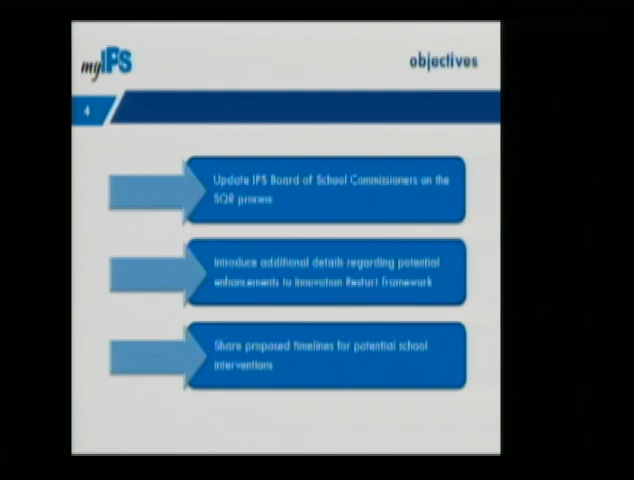 myIPS
objectives
4
Update IPS Board of School Commissioners on the
SQR process
Introduce additional details regarding potential
enhancements to Innovation Restart framework
Share proposed timelines for potential school
interventions